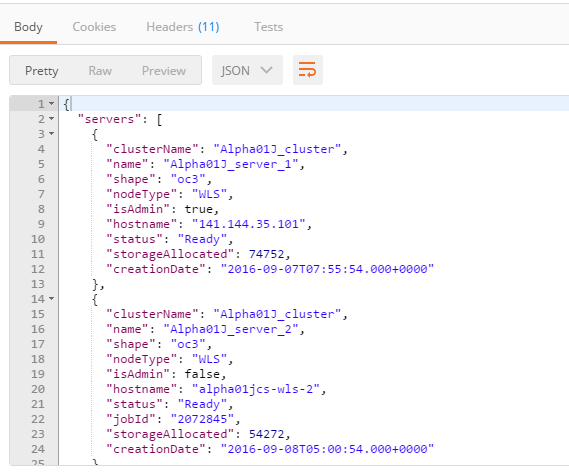 Body Cookies Headers (11) Tests
Pretty Raw Preview JSON
1 {
2 "servers": [
3 {
4 "clusterName": "Alpha01J_cluster",
5 "name": "Alpha01J_server_1",
6 "shape": "oc3",
7 "nodeType": "WLS",
8 "isAdmin": true,
9 "hostname": "141.144.35.101",
10 "status": "Ready",
11 "storageAllocated": 74752,
12 "creationDate": "2016-09-07T07:55:54.000+0000"
13 },
14 {
15 "clusterName": "Alpha01J_cluster",
16 "name": "Alpha01J_server_2",
17 "shape": "oc3",
18 "nodeType": "WLS",
19 "isAdmin": false,
20 "hostname": "alpha01jcs-wls-2",
21 "status": "Ready",
22 "jobId": "2072845",
23 "storageAllocated": 54272,
24 "creationDate": "2016-09-08T05:00:54.000+0000"
25 }